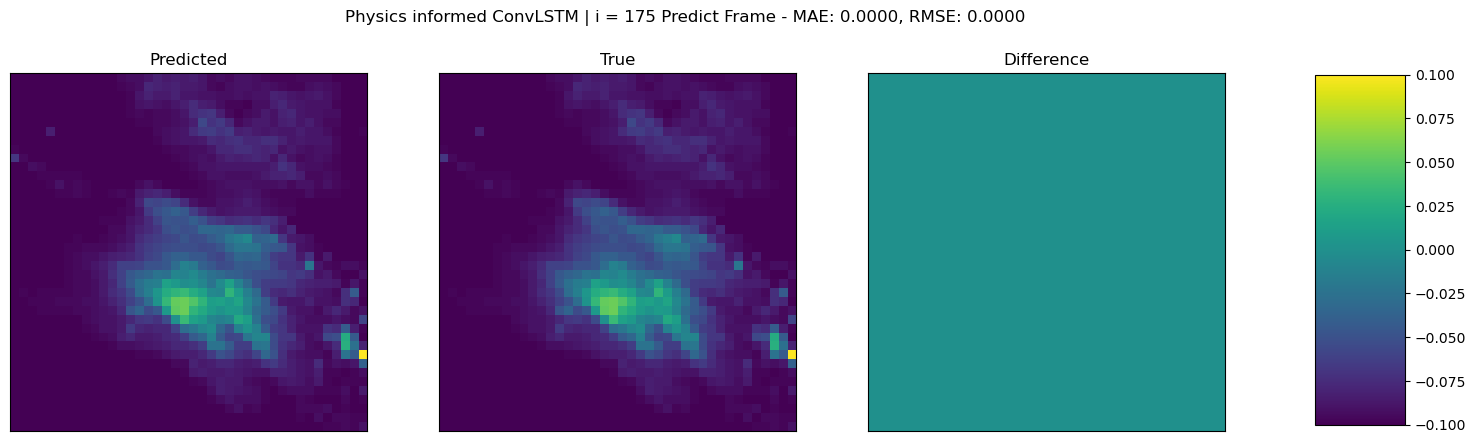 Physics informed ConvLSTM | i = 175 Predict Frame - MAE: 0.0000, RMSE: 0.0000
Predicted
True
Difference
0.100
0.075
0.050
0.025
0.000
−0.025
−0.050
−0.075
−0.100